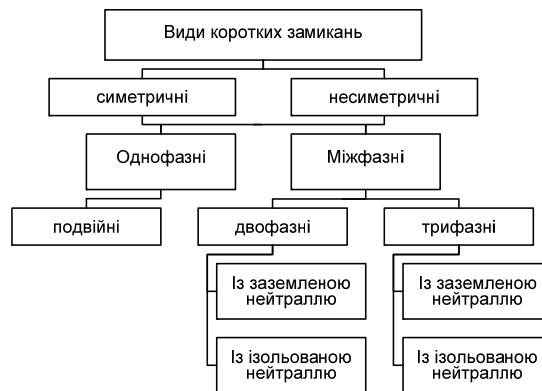 Види коротких замикань
симетричні
несиметричні
Однофазні
Міжфазні
подвійні
двофазні
трифазні
Із заземленою
нейтраллю
Із заземленою
нейтраллю
Із ізольованою
нейтраллю
Із ізольованою
нейтраллю